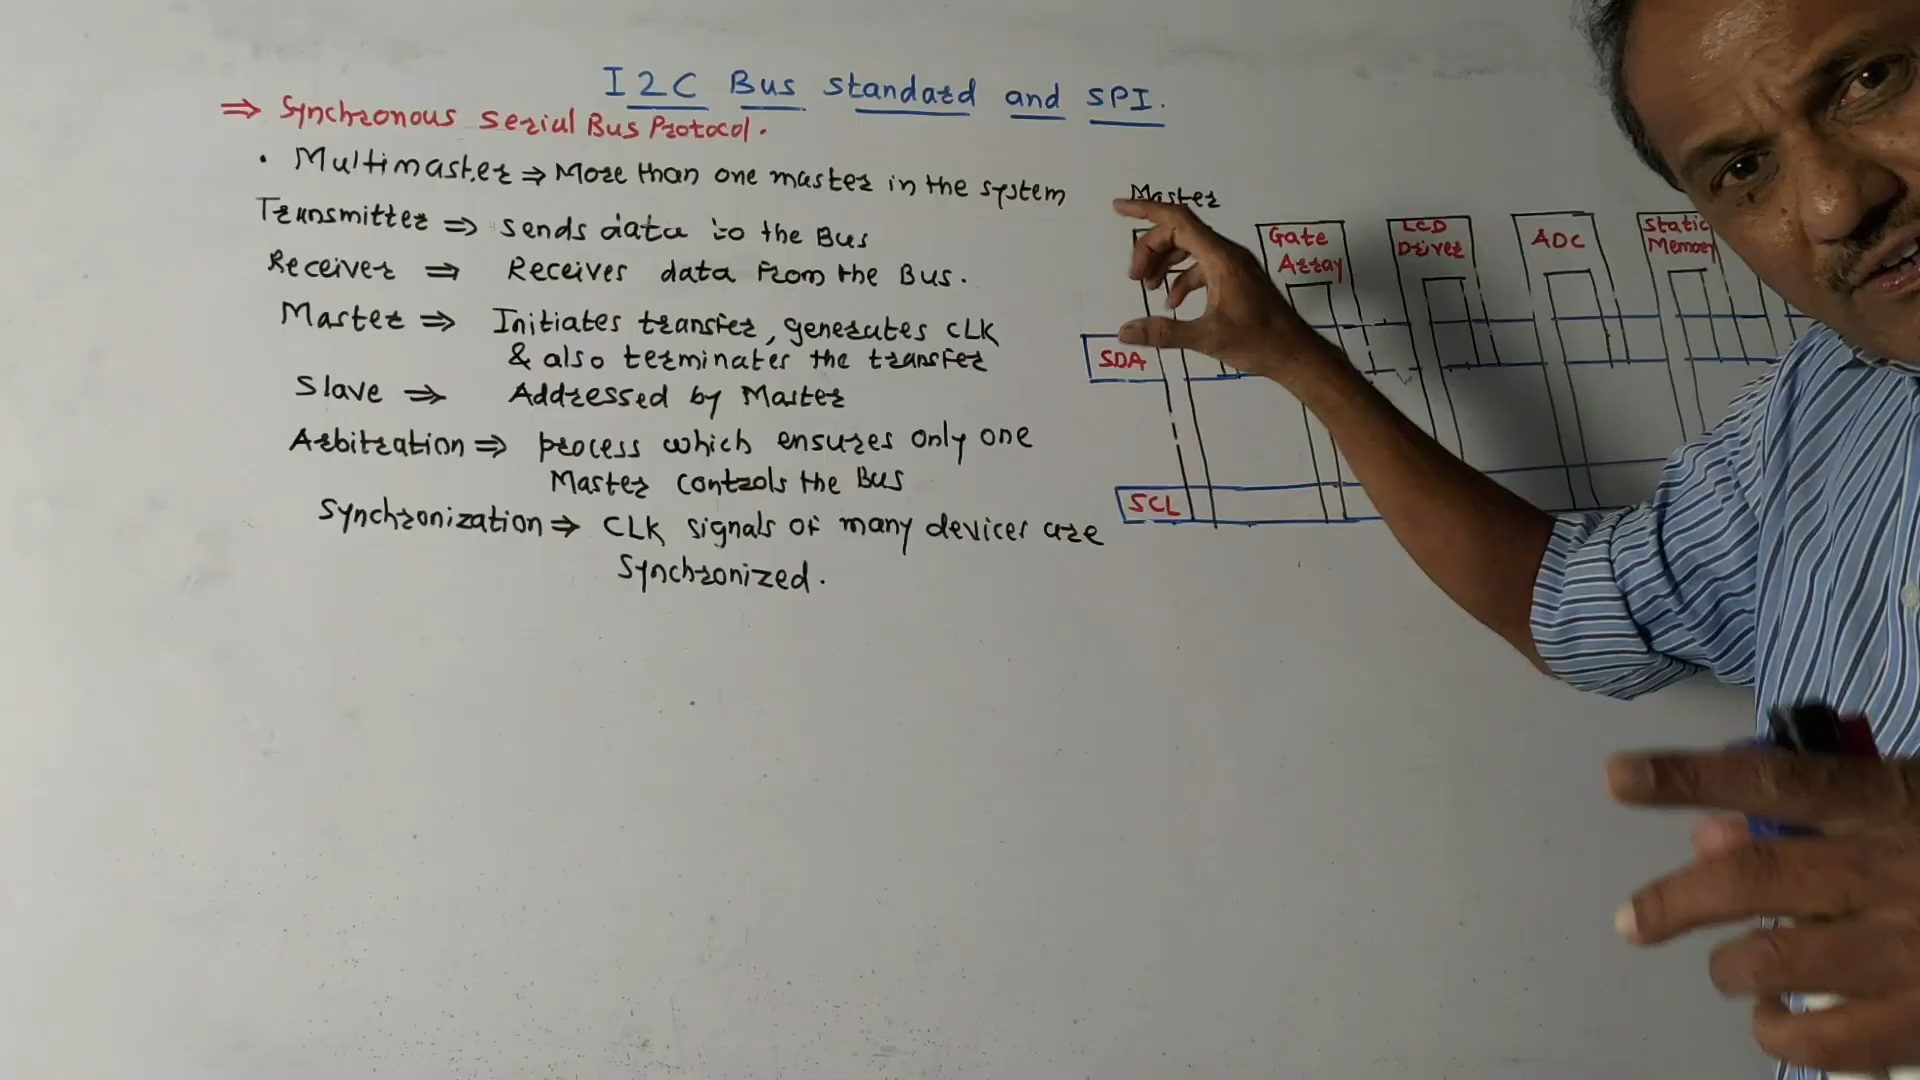 I2C Bus Standard and SPI.
⇒ Synchronous Serial Bus Protocol.
• Multimaster ⇒ More than one master in the system
Transmitter ⇒ sends data to the Bus
Receiver ⇒ Receives data from the Bus.
Master ⇒ Initiates transfer, generates CLK
& also terminates the transfer
Slave ⇒ Addressed by Master
Arbitration ⇒ process which ensures only one
Master controls the Bus
Synchronization ⇒ CLK signals of many devices are
Synchronized.
Master
Gate
Array
LCD
Driver
ADC
Static
Memory
SDA
SCL